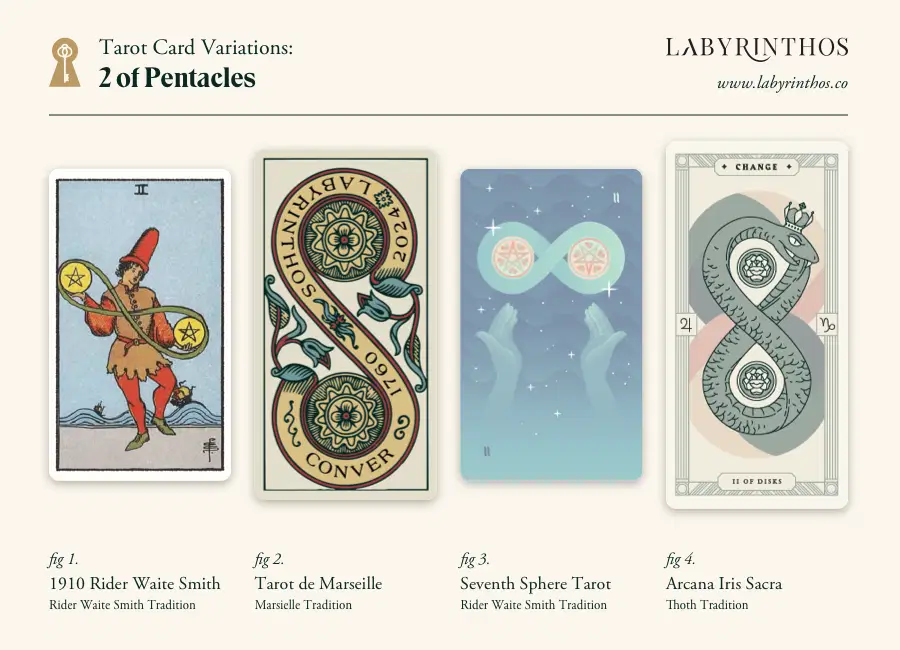 Tarot Card Variations:
2 of Pentacles
LABYRINTHOS
www.labyrinthos.co
II
LABYRINTHOS 2024
1760
CONVER
II
II
CHANGE
♃
♑
II OF DISKS
fig 1.
1910 Rider Waite Smith
Rider Waite Smith Tradition
fig 2.
Tarot de Marseille
Marsielle Tradition
fig 3.
Seventh Sphere Tarot
Rider Waite Smith Tradition
fig 4.
Arcana Iris Sacra
Thoth Tradition